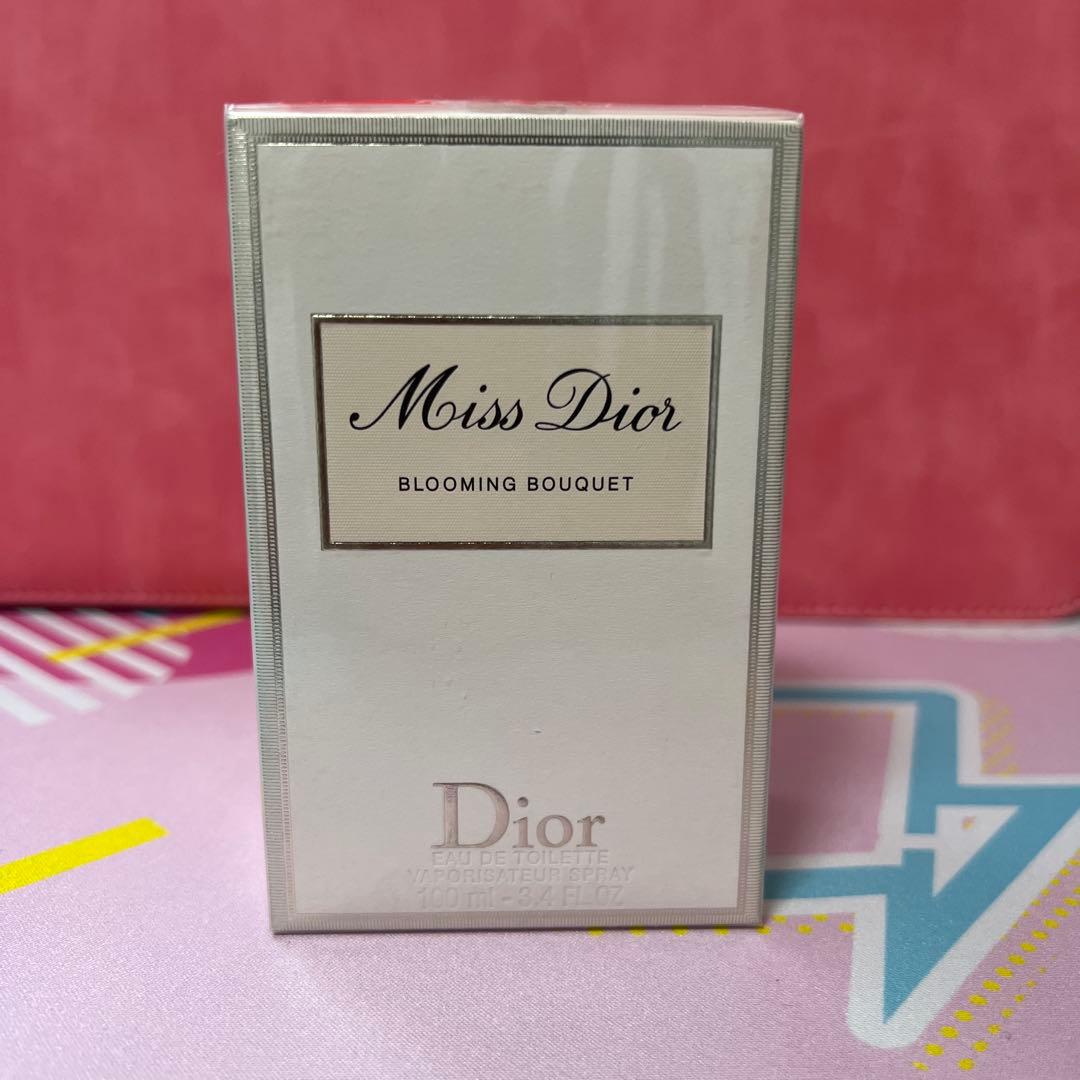 Miss Dior
BLOOMING BOUQUET
Dior
EAU DE TOILETTE
VAPORISATEUR SPRAY
100 ml - 3.4 FL.OZ